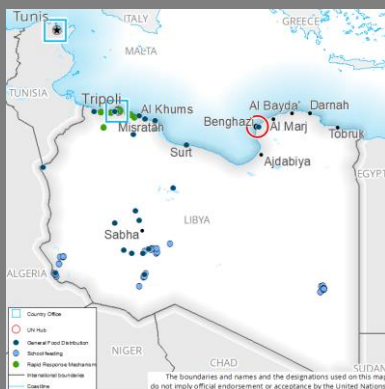 Tunis
ITALY
GREECE
MALTA
TUNISIA
Tripoli
Al Khums
Misratah
Surt
Benghazi
Al Bayda'
Darnah
Al Marj
Tobruk
Ajdabiya
EGYPT
LIBYA
Sabha
ALGERIA
NIGER
CHAD
SUDAN
Country Office
UN Hub
General Food Distribution
School feeding
Rapid Response Mechanism
International boundaries
Coastline
The boundaries and names and the designations used on this map
do not imply official endorsement or acceptance by the United Nations